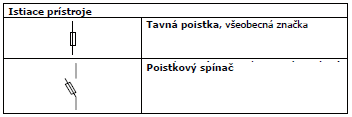 Istiace prístroje
Tavná poistka, všeobecná značka
Poistkový spínač